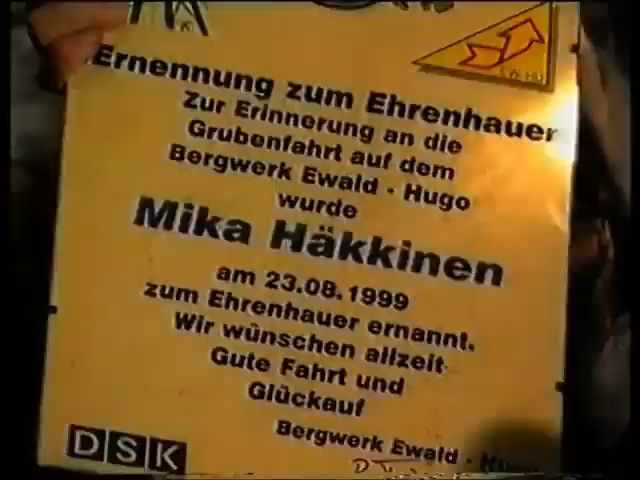 Ernennung zum Ehrenhauer
Zur Erinnerung an die
Grubenfahrt auf dem
Bergwerk Ewald - Hugo
wurde
Mika Häkkinen
am 23.08.1999
zum Ehrenhauer ernannt.
Wir wünschen allzeit
Gute Fahrt und
Glückauf
Bergwerk Ewald - Hugo
DSK